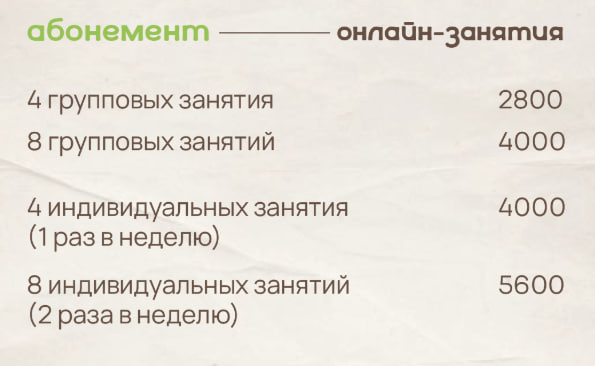 абонемент онлайн-занятия
4 групповых занятия 2800
8 групповых занятий 4000
4 индивидуальных занятия 4000
(1 раз в неделю)
8 индивидуальных занятий 5600
(2 раза в неделю)